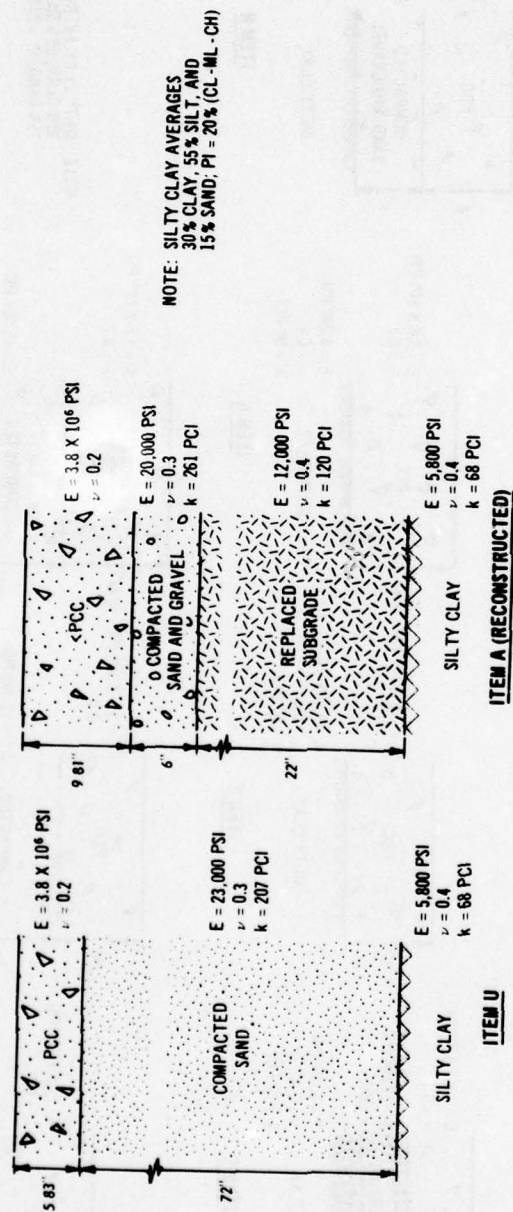 5.83"
PCC
E = 3.8 X 10⁶ PSI
ν = 0.2
72"
COMPACTED
SAND
E = 23,000 PSI
ν = 0.3
k = 207 PCI
SILTY CLAY
E = 5,800 PSI
ν = 0.4
k = 68 PCI
ITEM U
9.81"
PCC
E = 3.8 X 10⁶ PSI
ν = 0.2
6"
COMPACTED
SAND AND GRAVEL
E = 20,000 PSI
ν = 0.3
k = 261 PCI
22"
REPLACED
SUBGRADE
E = 12,000 PSI
ν = 0.4
k = 120 PCI
SILTY CLAY
E = 5,800 PSI
ν = 0.4
k = 68 PCI
ITEM A (RECONSTRUCTED)
NOTE: SILTY CLAY AVERAGES
30% CLAY, 55% SILT, AND
15% SAND; PI = 20% (CL-ML-CH)